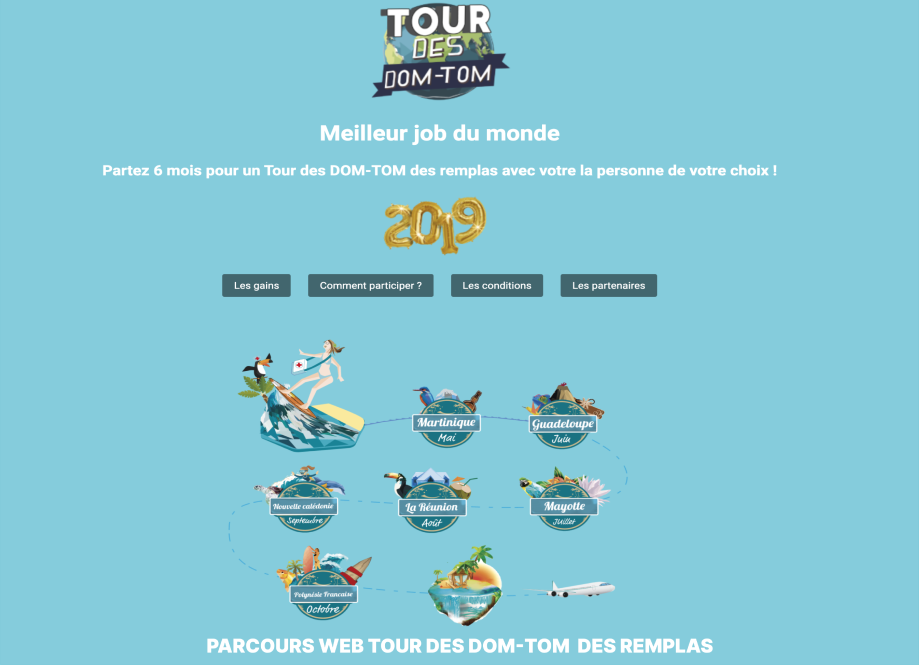 TOUR
DES
DOM-TOM
Meilleur job du monde
Partez 6 mois pour un Tour des DOM-TOM des remplas avec votre la personne de votre choix !
2019
Les gains
Comment participer ?
Les conditions
Les partenaires
Martinique
Mai
Guadeloupe
Juin
Nouvelle calédonie
Septembre
La Réunion
Août
Mayotte
Juillet
Polynésie Francaise
Octobre
PARCOURS WEB TOUR DES DOM-TOM DES REMPLAS